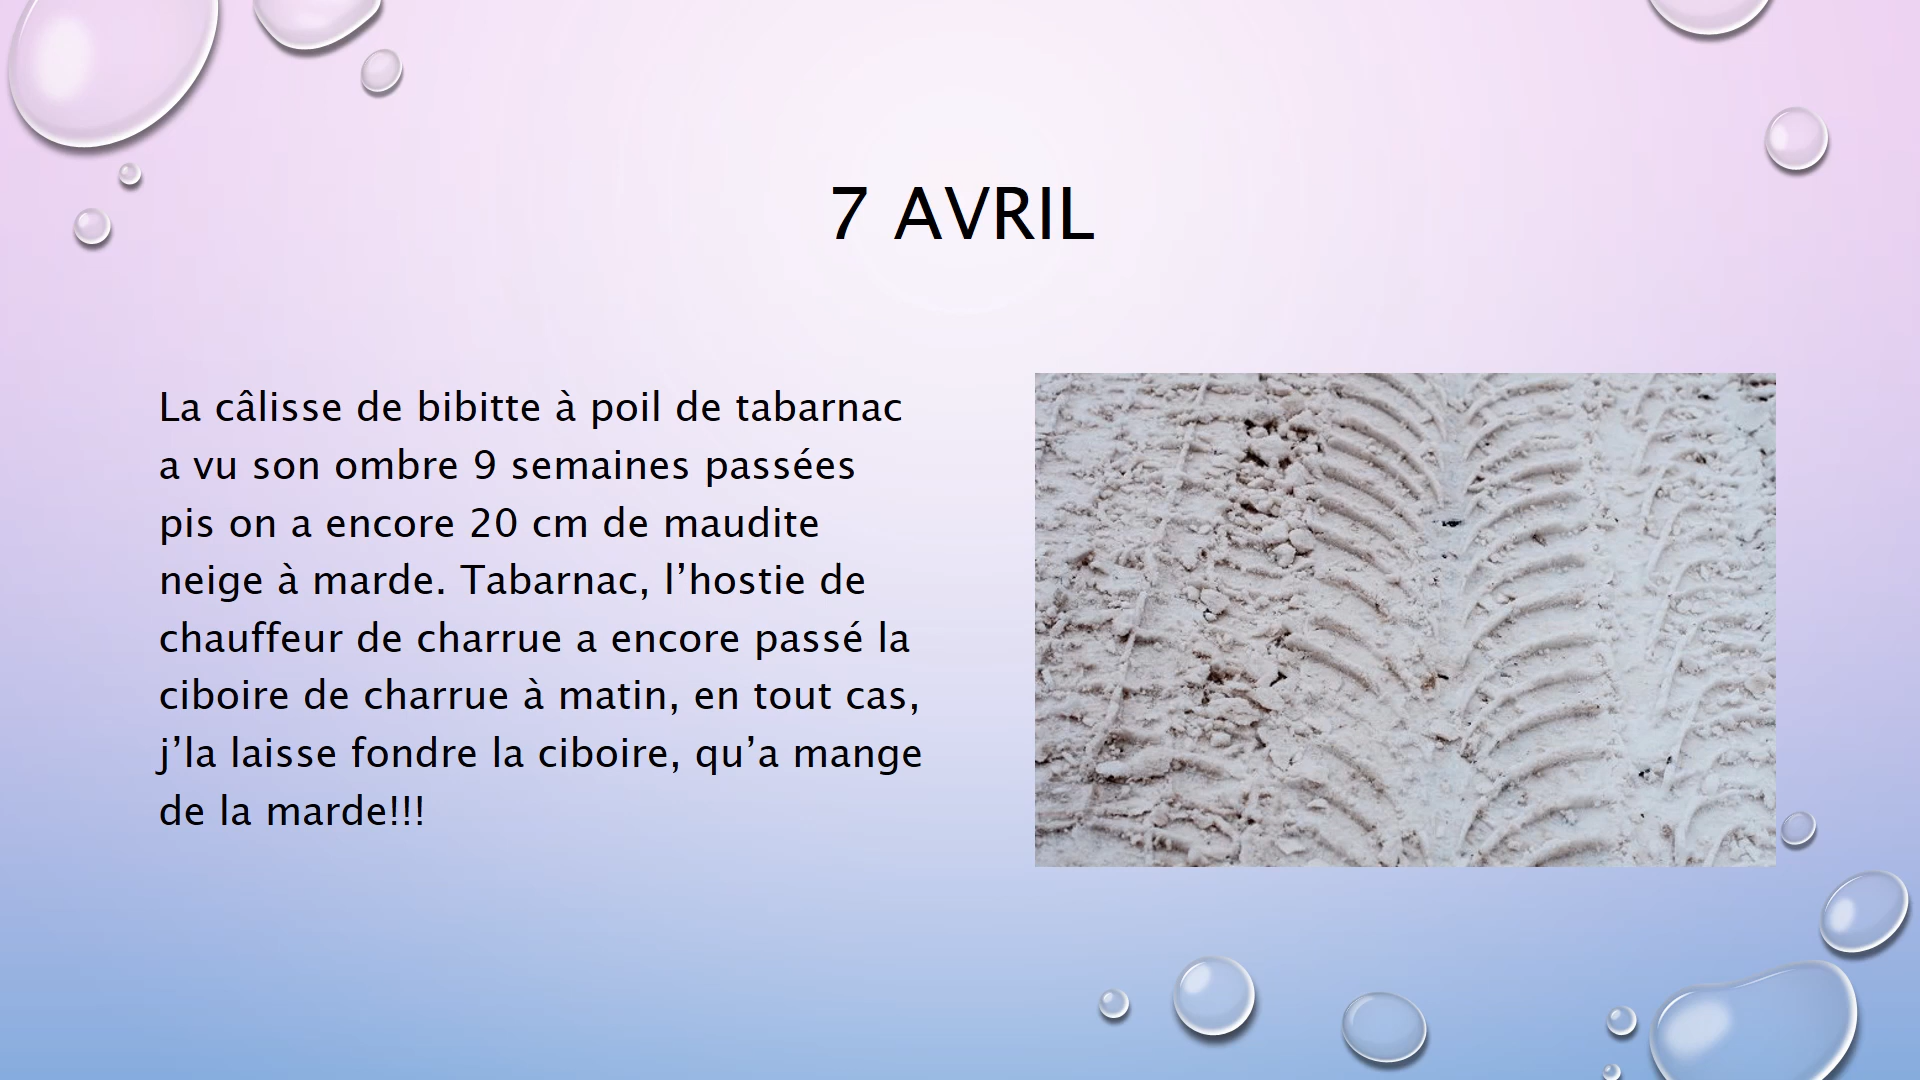 7 AVRIL
La câlisse de bibitte à poil de tabarnac
a vu son ombre 9 semaines passées
pis on a encore 20 cm de maudite
neige à marde. Tabarnac, l’hostie de
chauffeur de charrue a encore passé la
ciboire de charrue à matin, en tout cas,
j’la laisse fondre la ciboire, qu’a mange
de la marde!!!